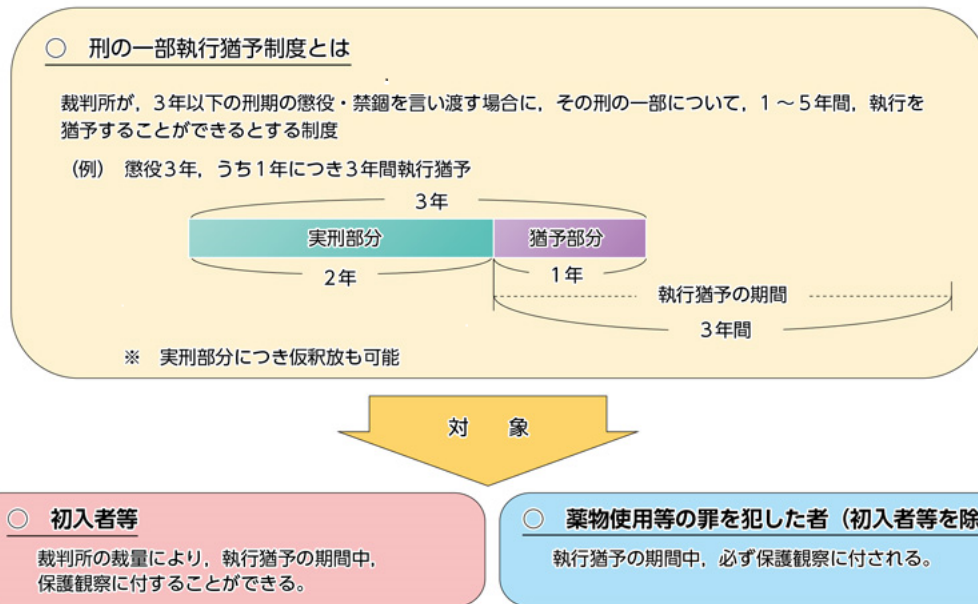 ○ 刑の一部執行猶予制度とは
裁判所が，3年以下の刑期の懲役・禁錮を言い渡す場合に，その刑の一部について，1～5年間，執行を
猶予することができるとする制度
（例） 懲役3年，うち1年につき3年間執行猶予
3年
実刑部分
猶予部分
2年
1年
執行猶予の期間
3年間
※ 実刑部分につき仮釈放も可能
対 象
○ 初入者等
裁判所の裁量により，執行猶予の期間中，
保護観察に付することができる。
○ 薬物使用等の罪を犯した者（初入者等を除
執行猶予の期間中，必ず保護観察に付される。